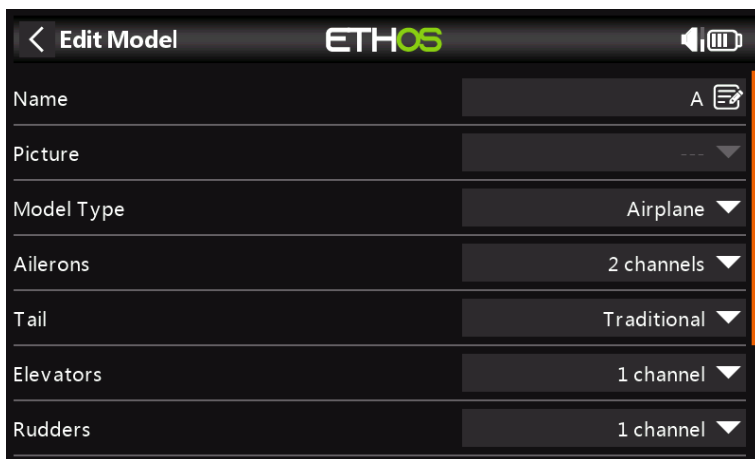 Edit Model ETHOS
Name A
Picture ---
Model Type Airplane
Ailerons 2 channels
Tail Traditional
Elevators 1 channel
Rudders 1 channel